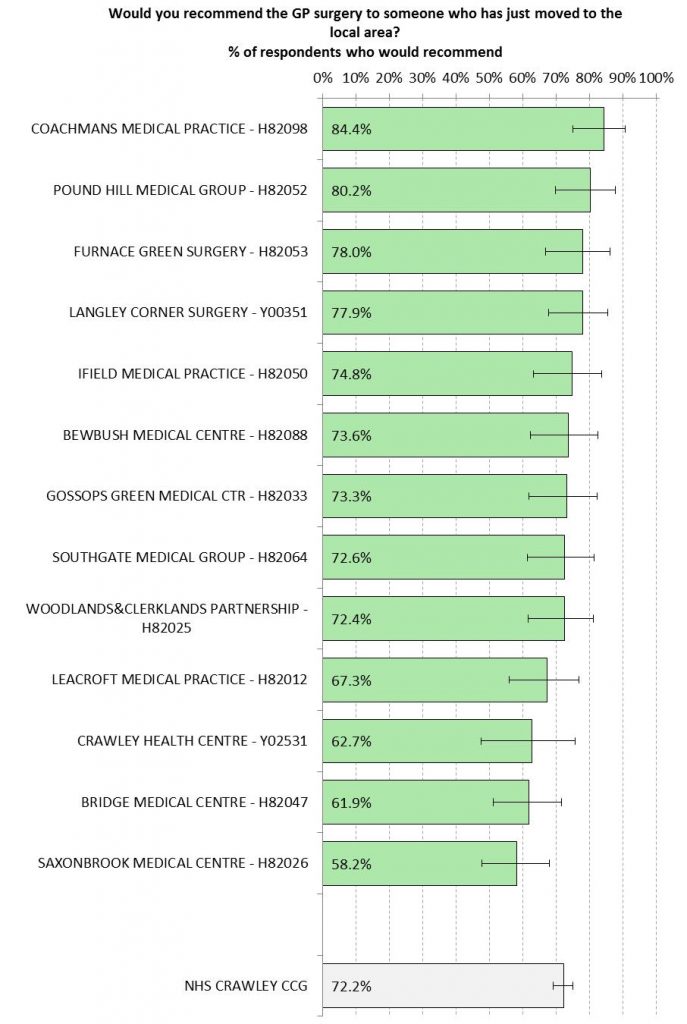 Would you recommend the GP surgery to someone who has just moved to the
local area?
% of respondents who would recommend
0% 10% 20% 30% 40% 50% 60% 70% 80% 90% 100%
COACHMANS MEDICAL PRACTICE - H82098 84.4%
POUND HILL MEDICAL GROUP - H82052 80.2%
FURNACE GREEN SURGERY - H82053 78.0%
LANGLEY CORNER SURGERY - Y00351 77.9%
IFIELD MEDICAL PRACTICE - H82050 74.8%
BEWBUSH MEDICAL CENTRE - H82088 73.6%
GOSSOPS GREEN MEDICAL CTR - H82033 73.3%
SOUTHGATE MEDICAL GROUP - H82064 72.6%
WOODLANDS&CLERKLANDS PARTNERSHIP -
H82025 72.4%
LEACROFT MEDICAL PRACTICE - H82012 67.3%
CRAWLEY HEALTH CENTRE - Y02531 62.7%
BRIDGE MEDICAL CENTRE - H82047 61.9%
SAXONBROOK MEDICAL CENTRE - H82026 58.2%
NHS CRAWLEY CCG 72.2%